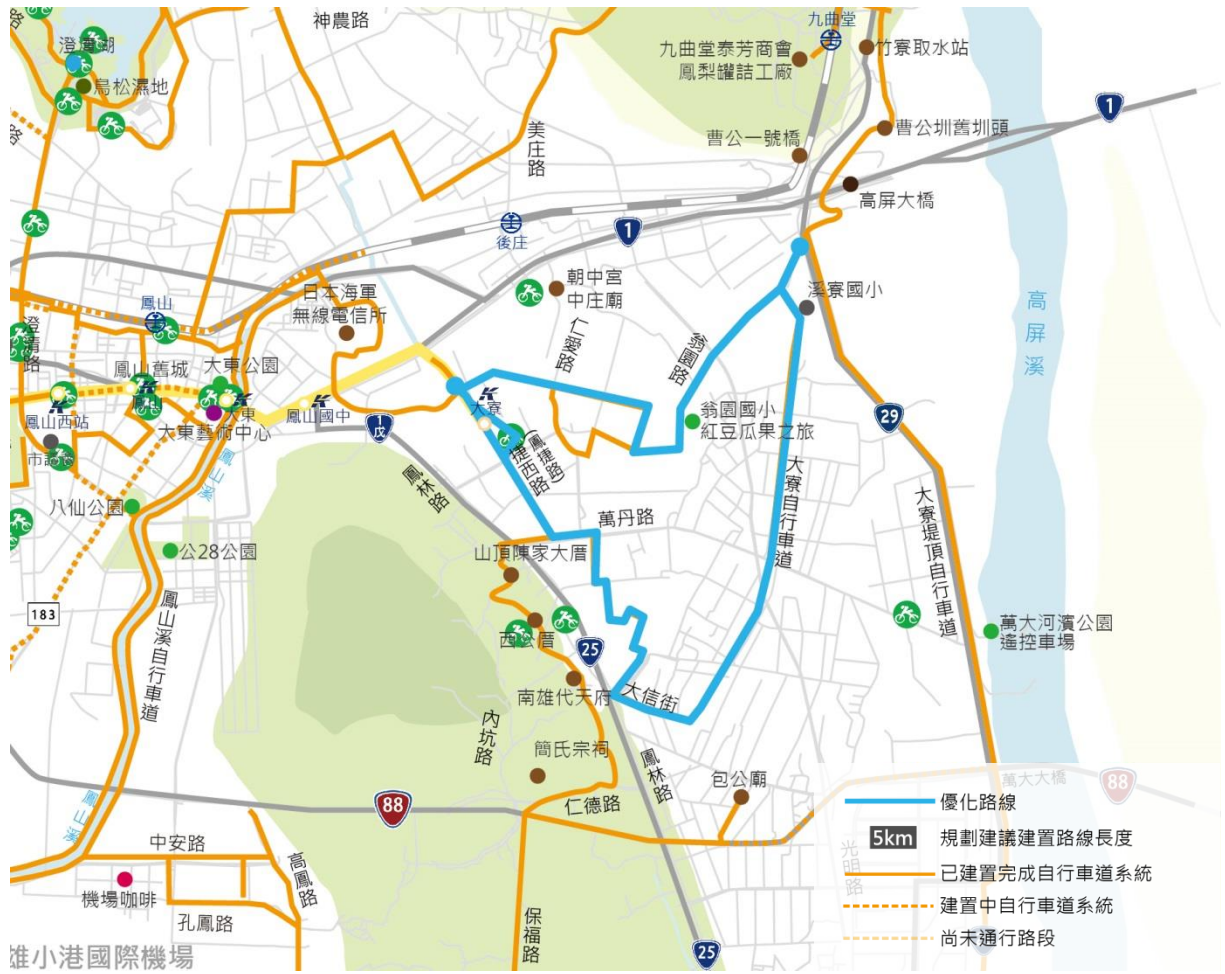 神農路
九曲堂
澄清湖
鳥松濕地
九曲堂泰芳商會
鳳梨罐詰工廠
竹寮取水站
1
美庄路
曹公一號橋
曹公圳舊圳頭
高屏大橋
1
後庄
朝中宮
中庄廟
溪寮國小
高屏溪
日本海軍
無線電信所
鳳山
澄清路
仁愛路
翁園路
鳳山舊城
大東公園
鳳山西站
大東
鳳山國中
大寮
1
戊
翁園國小
紅豆瓜果之旅
29
大東藝術中心
鳳山溪
捷西路
(鳳捷路)
鳳林路
大寮自行車道
大寮堤頂自行車道
八仙公園
萬丹路
公28公園
山頂陳家大厝
183
鳳山溪自行車道
西公厝
25
萬大河濱公園
遙控車場
南雄代天府
大信街
內坑路
簡氏宗祠
鳳林路
包公廟
萬大大橋
88
88
仁德路
鳳山溪
中安路
高鳳路
光明路
機場咖啡
孔鳳路
保福路
25
雄小港國際機場
優化路線
5km 規劃建議建置路線長度
已建置完成自行車道系統
建置中自行車道系統
尚未通行路段